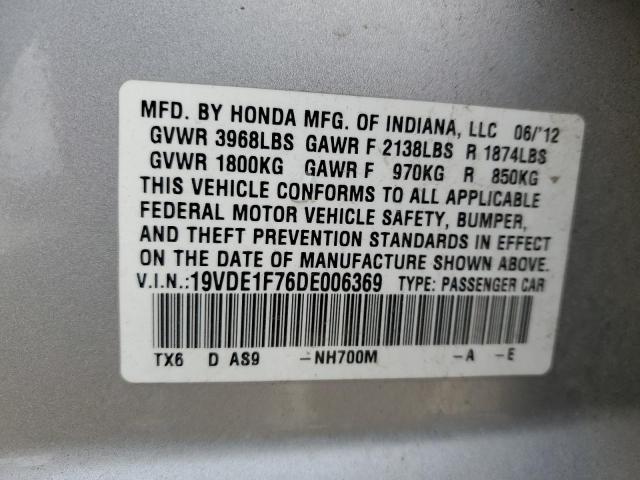 MFD. BY HONDA MFG. OF INDIANA, LLC 06/'12
GVWR 3968LBS GAWR F 2138LBS R 1874LBS
GVWR 1800KG GAWR F 970KG R 850KG
THIS VEHICLE CONFORMS TO ALL APPLICABLE
FEDERAL MOTOR VEHICLE SAFETY, BUMPER,
AND THEFT PREVENTION STANDARDS IN EFFECT
ON THE DATE OF MANUFACTURE SHOWN ABOVE.
V.I.N.:19VDE1F76DE006369 TYPE: PASSENGER CAR
TX6 D AS9 -NH700M -A -E